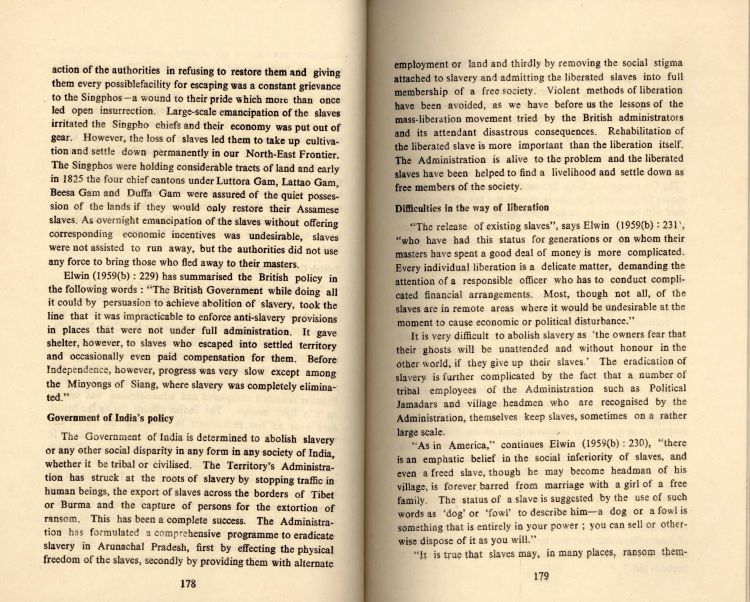 action of the authorities in refusing to restore them and giving
them every possiblefacility for escaping was a constant grievance
to the Singphos—a wound to their pride which more than once
led open insurrection. Large-scale emancipation of the slaves
irritated the Singpho chiefs and their economy was put out of
gear. However, the loss of slaves led them to take up cultiva-
tion and settle down permanently in our North-East Frontier.
The Singphos were holding considerable tracts of land and early
in 1825 the four chief cantons under Luttora Gam, Lattao Gam,
Beesa Gam and Duffa Gam were assured of the quiet posses-
sion of the lands if they would only restore their Assamese
slaves. As overnight emancipation of the slaves without offering
corresponding economic incentives was undesirable, slaves
were not assisted to run away, but the authorities did not use
any force to bring those who fled away to their masters.
Elwin (1959(b) : 229) has summarised the British policy in
the following words : "The British Government while doing all
it could by persuasion to achieve abolition of slavery, took the
line that it was impracticable to enforce anti-slavery provisions
in places that were not under full administration. It gave
shelter, however, to slaves who escaped into settled territory
and occasionally even paid compensation for them. Before
Independence, however, progress was very slow except among
the Minyongs of Siang, where slavery was completely elimina-
ted."
Government of India's policy
The Government of India is determined to abolish slavery
or any other social disparity in any form in any society of India,
whether it be tribal or civilised. The Territory's Administra-
tion has struck at the roots of slavery by stopping traffic in
human beings, the export of slaves across the borders of Tibet
or Burma and the capture of persons for the extortion of
ransom. This has been a complete success. The Administra-
tion has formulated a comprehensive programme to eradicate
slavery in Arunachal Pradesh, first by effecting the physical
freedom of the slaves, secondly by providing them with alternate
178
employment or land and thirdly by removing the social stigma
attached to slavery and admitting the liberated slaves into full
membership of a free society. Violent methods of liberation
have been avoided, as we have before us the lessons of the
mass-liberation movement tried by the British administrators
and its attendant disastrous consequences. Rehabilitation of
the liberated slave is more important than the liberation itself.
The Administration is alive to the problem and the liberated
slaves have been helped to find a livelihood and settle down as
free members of the society.
Difficulties in the way of liberation
"The release of existing slaves", says Elwin (1959(b) : 231',
"who have had this status for generations or on whom their
masters have spent a good deal of money is more complicated.
Every individual liberation is a delicate matter, demanding the
attention of a responsible officer who has to conduct compli-
cated financial arrangements. Most, though not all, of the
slaves are in remote areas where it would be undesirable at the
moment to cause economic or political disturbance."
It is very difficult to abolish slavery as 'the owners fear that
their ghosts will be unattended and without honour in the
other world, if they give up their slaves.' The eradication of
slavery is further complicated by the fact that a number of
tribal employees of the Administration such as Political
Jamadars and village headmen who are recognised by the
Administration, themselves keep slaves, sometimes on a rather
large scale.
"As in America," continues Elwin (1959(b) : 230), "there
is an emphatic belief in the social inferiority of slaves, and
even a freed slave, though he may become headman of his
village, is forever barred from marriage with a girl of a free
family. The status of a slave is suggested by the use of such
words as 'dog' or 'fowl' to describe him—a dog or a fowl is
something that is entirely in your power ; you can sell or other-
wise dispose of it as you will."
"It is true that slaves may, in many places, ransom them-
179